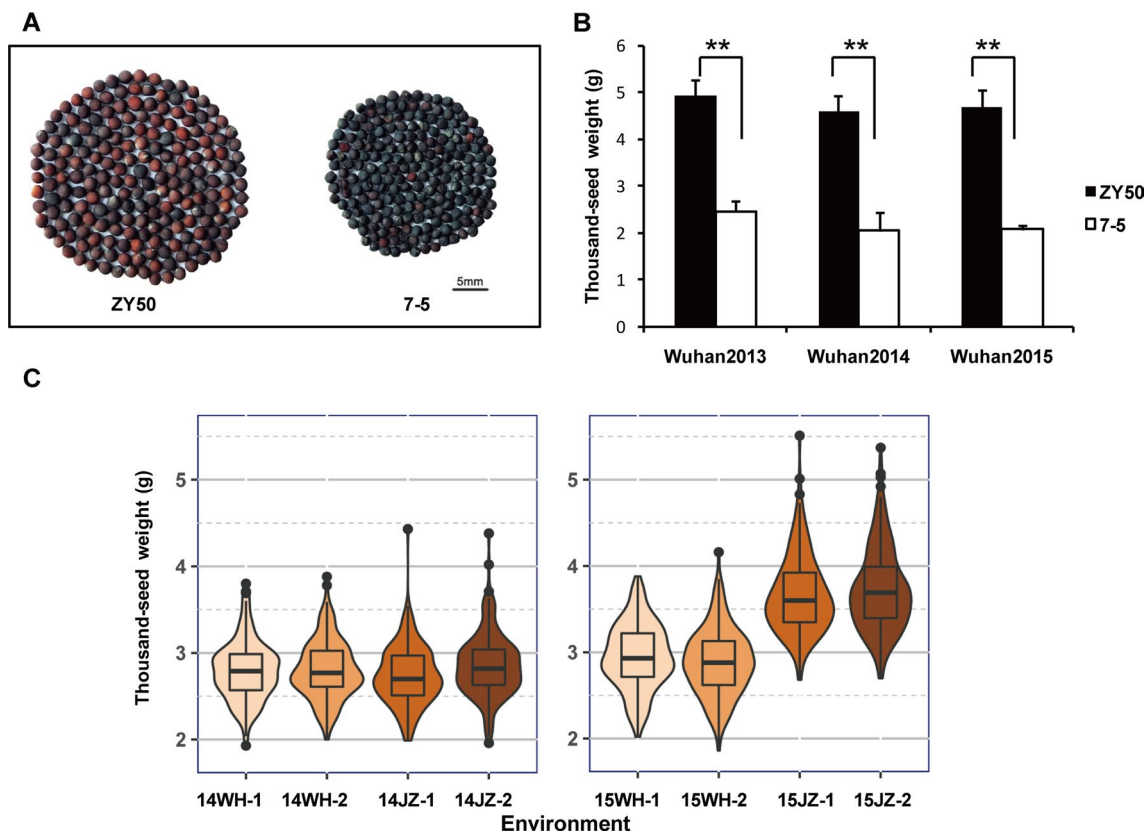 A
ZY50
7-5
5mm
B
Thousand-seed weight (g)
6
5
4
3
2
1
0
**
**
**
Wuhan2013 Wuhan2014 Wuhan2015
ZY50
7-5
C
Thousand-seed weight (g)
5
4
3
2
5
4
3
2
14WH-1 14WH-2 14JZ-1 14JZ-2
15WH-1 15WH-2 15JZ-1 15JZ-2
Environment